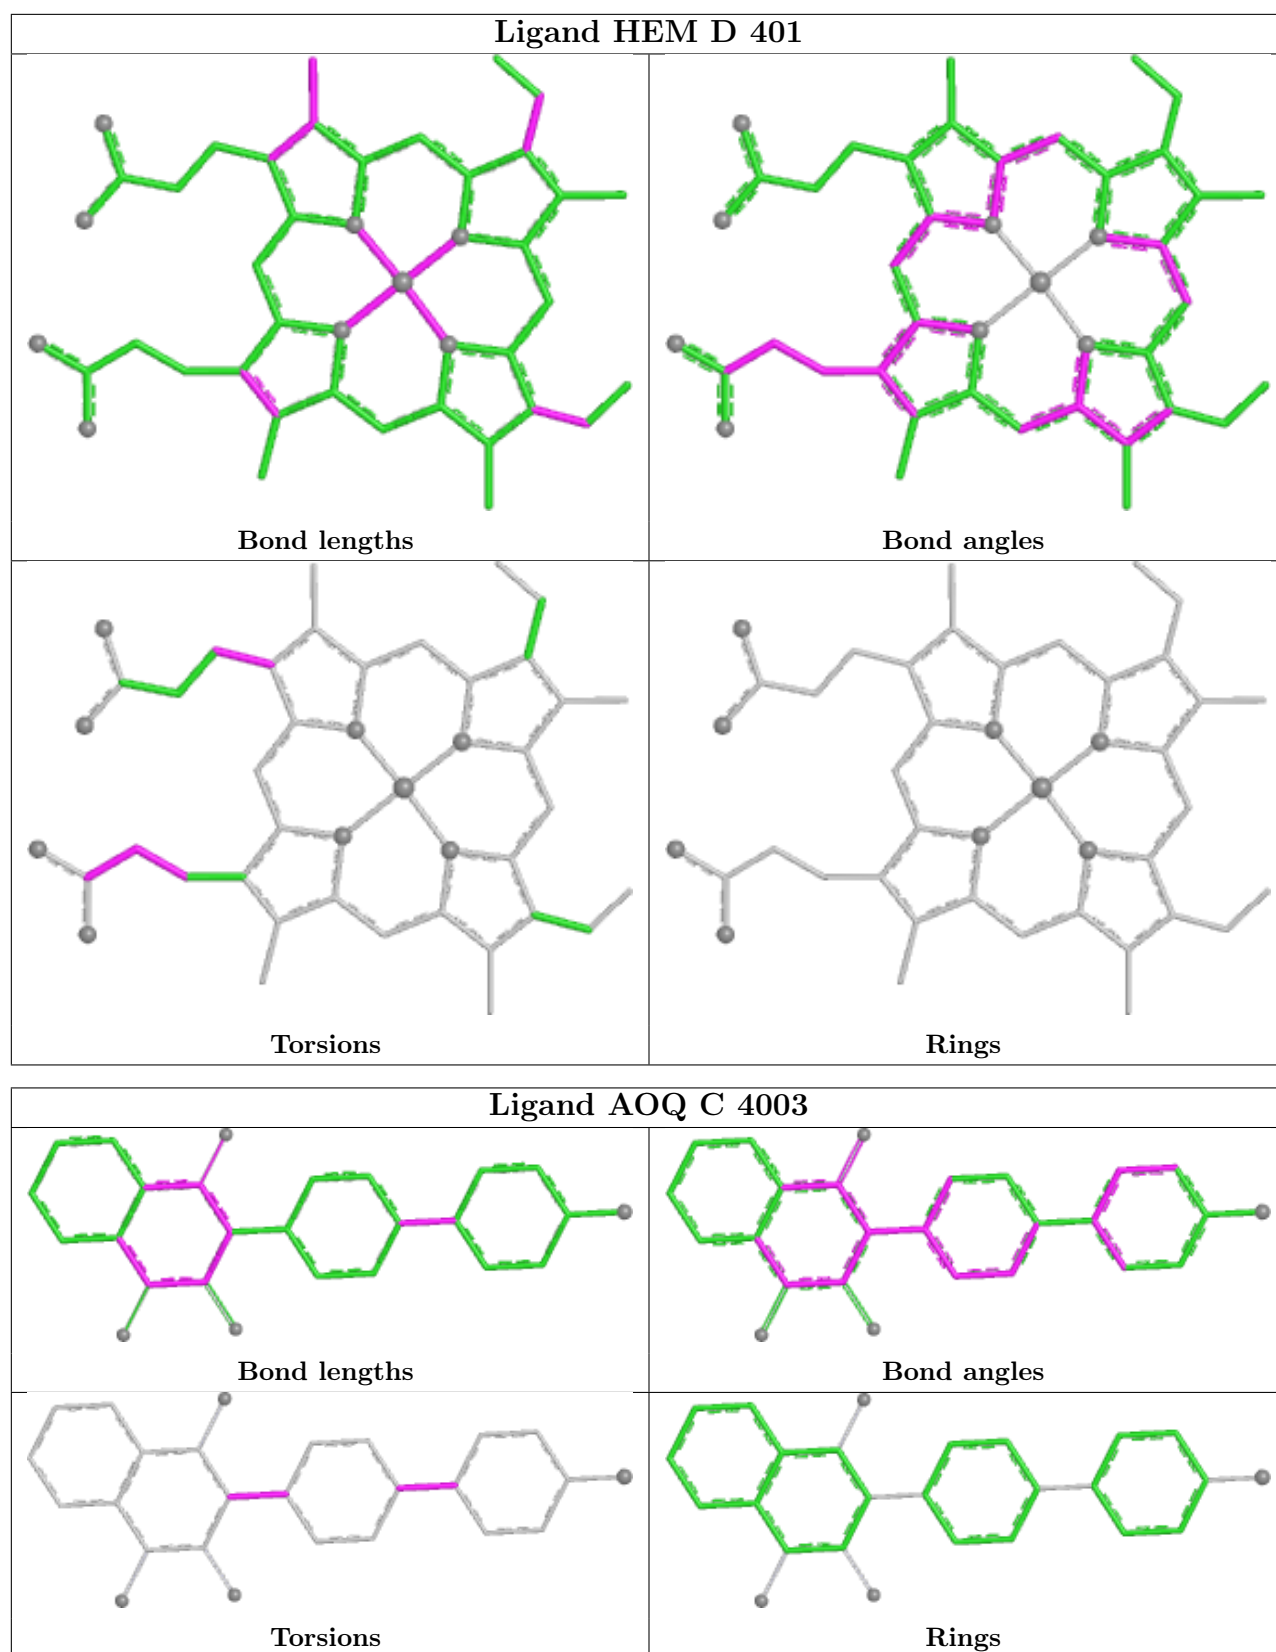 Ligand HEM D 401
Bond lengths
Bond angles
Torsions
Rings
Ligand AOQ C 4003
Bond lengths
Bond angles
Torsions
Rings